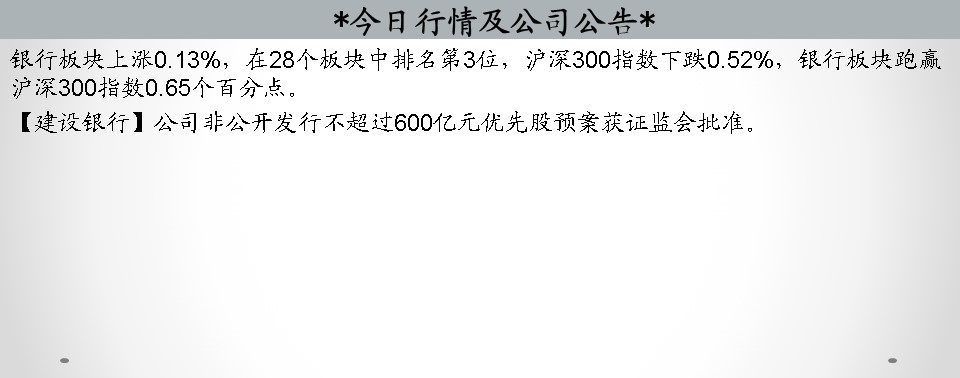 *今日行情及公司公告*
银行板块上涨0.13%，在28个板块中排名第3位，沪深300指数下跌0.52%，银行板块跑赢
沪深300指数0.65个百分点。
【建设银行】公司非公开发行不超过600亿元优先股预案获证监会批准。